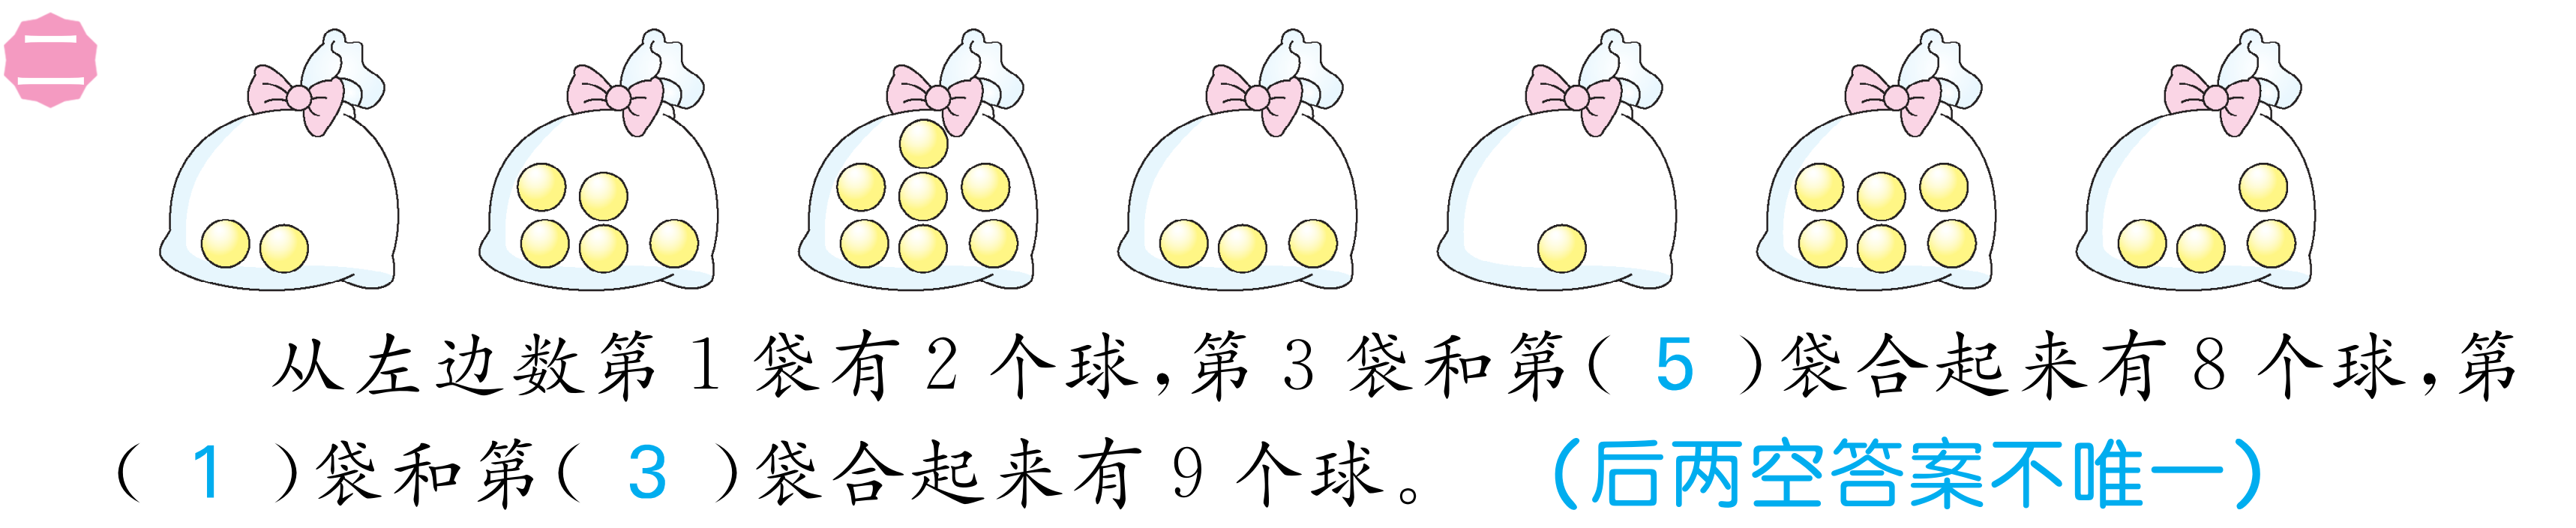 二
从左边数第1袋有2个球,第3袋和第(5)袋合起来有8个球,第
(1)袋和第(3)袋合起来有9个球。(后两空答案不唯一)